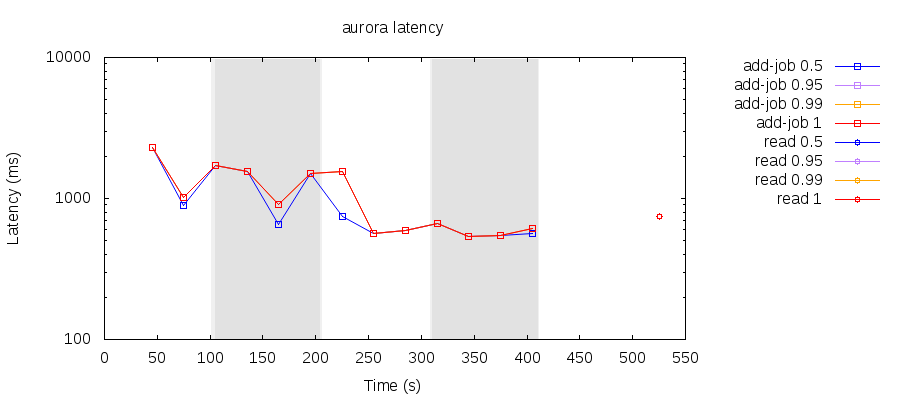 aurora latency
10000
1000
100
Latency (ms)
0 50 100 150 200 250 300 350 400 450 500 550
Time (s)
add-job 0.5
add-job 0.95
add-job 0.99
add-job 1
read 0.5
read 0.95
read 0.99
read 1